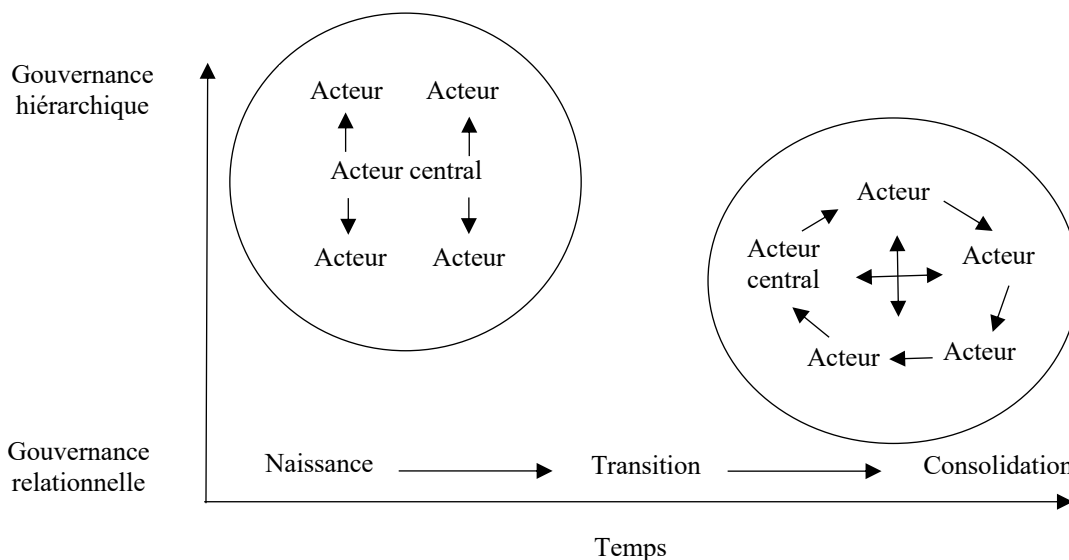 Gouvernance
hiérarchique
Acteur Acteur
Acteur central
Acteur Acteur
Acteur
Acteur
central
Acteur
Acteur
Acteur
Gouvernance
relationnelle
Naissance Transition Consolidation
Temps